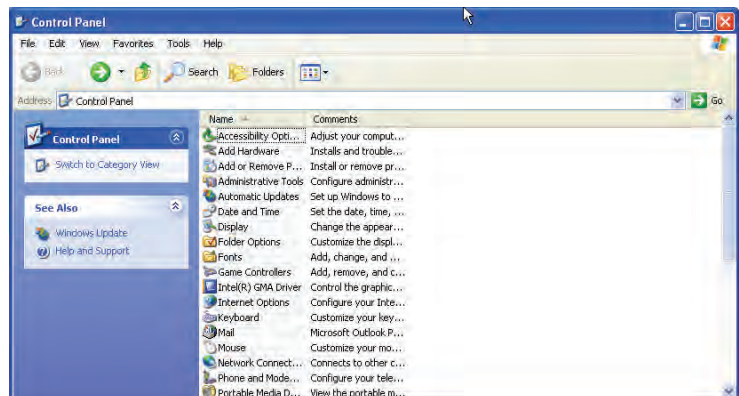 Control Panel
File Edit View Favorites Tools Help
Back Search Folders
Address Control Panel Go
Control Panel
Switch to Category View
See Also
Windows Update
Help and Support
Name Comments
Accessibility Opti... Adjust your comput...
Add Hardware Installs and trouble...
Add or Remove P... Install or remove pr...
Administrative Tools Configure administr...
Automatic Updates Set up Windows to ...
Date and Time Set the date, time, ...
Display Change the appear...
Folder Options Customize the displ...
Fonts Add, change, and ...
Game Controllers Add, remove, and c...
Intel(R) GMA Driver Control the graphic...
Internet Options Configure your Inte...
Keyboard Customize your key...
Mail Microsoft Outlook P...
Mouse Customize your mo...
Network Connect... Connects to other c...
Phone and Mode... Configure your tele...
Portable Media D... View the portable m...